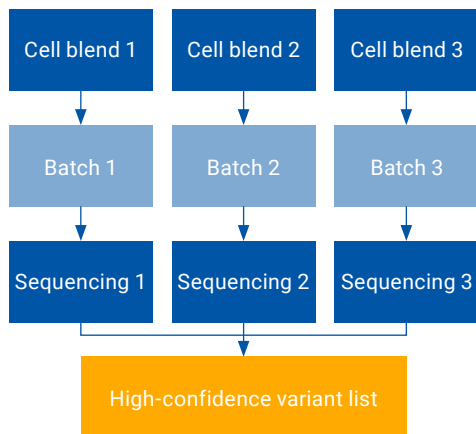 Cell blend 1
Cell blend 2
Cell blend 3
Batch 1
Batch 2
Batch 3
Sequencing 1
Sequencing 2
Sequencing 3
High-confidence variant list